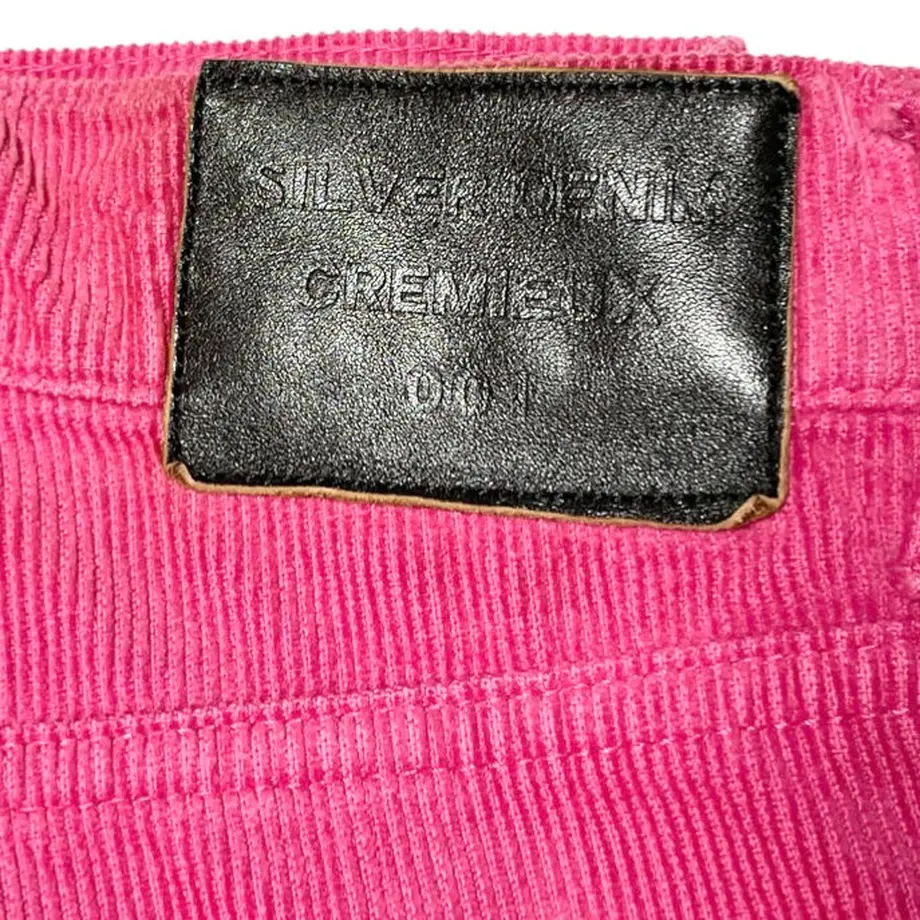 SILVER DENIM
CREMIEUX
001